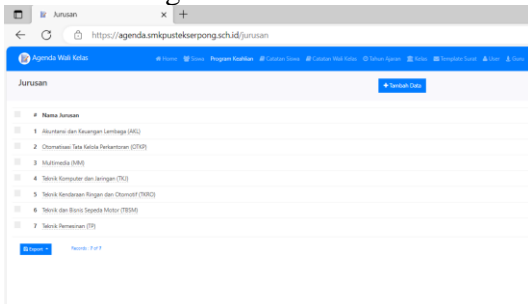 Jurusan
https://agenda.smkpustekserpong.sch.id/jurusan
Agenda Wali Kelas Home Siswa Program Keahlian Catatan Siswa Catatan Wali Kelas Tahun Ajaran Kelas Template Surat User Guru
Jurusan
+Tambah Data
# Nama Jurusan
1 Akuntansi dan Keuangan Lembaga (AKL)
2 Otomatisasi Tata Kelola Perkantoran (OTKP)
3 Multimedia (MM)
4 Teknik Komputer dan Jaringan (TKJ)
5 Teknik Kendaraan Ringan dan Otomotif (TKRO)
6 Teknik dan Bisnis Sepeda Motor (TBSM)
7 Teknik Pemesinan (TP)
Export Records : 7 of 7